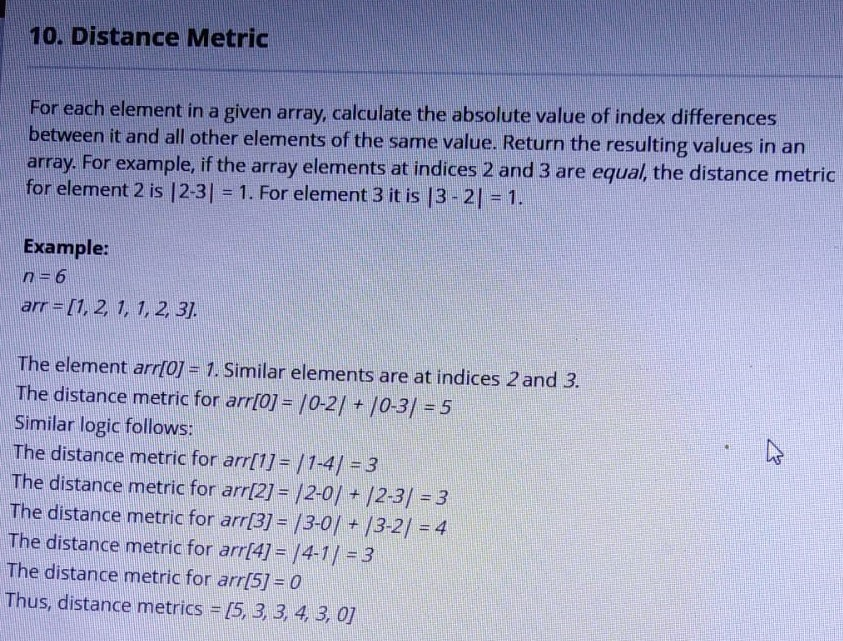 10. Distance Metric
For each element in a given array, calculate the absolute value of index differences
between it and all other elements of the same value. Return the resulting values in an
array. For example, if the array elements at indices 2 and 3 are equal, the distance metric
for element 2 is |2-3| = 1. For element 3 it is |3 - 2| = 1.
Example:
n = 6
arr = [1, 2, 1, 1, 2, 3].
The element arr[0] = 1. Similar elements are at indices 2 and 3.
The distance metric for arr[0] = |0-2| + |0-3| = 5
Similar logic follows:
The distance metric for arr[1] = |1-4| = 3
The distance metric for arr[2] = |2-0| + |2-3| = 3
The distance metric for arr[3] = |3-0| + |3-2| = 4
The distance metric for arr[4] = |4-1| = 3
The distance metric for arr[5] = 0
Thus, distance metrics = [5, 3, 3, 4, 3, 0]